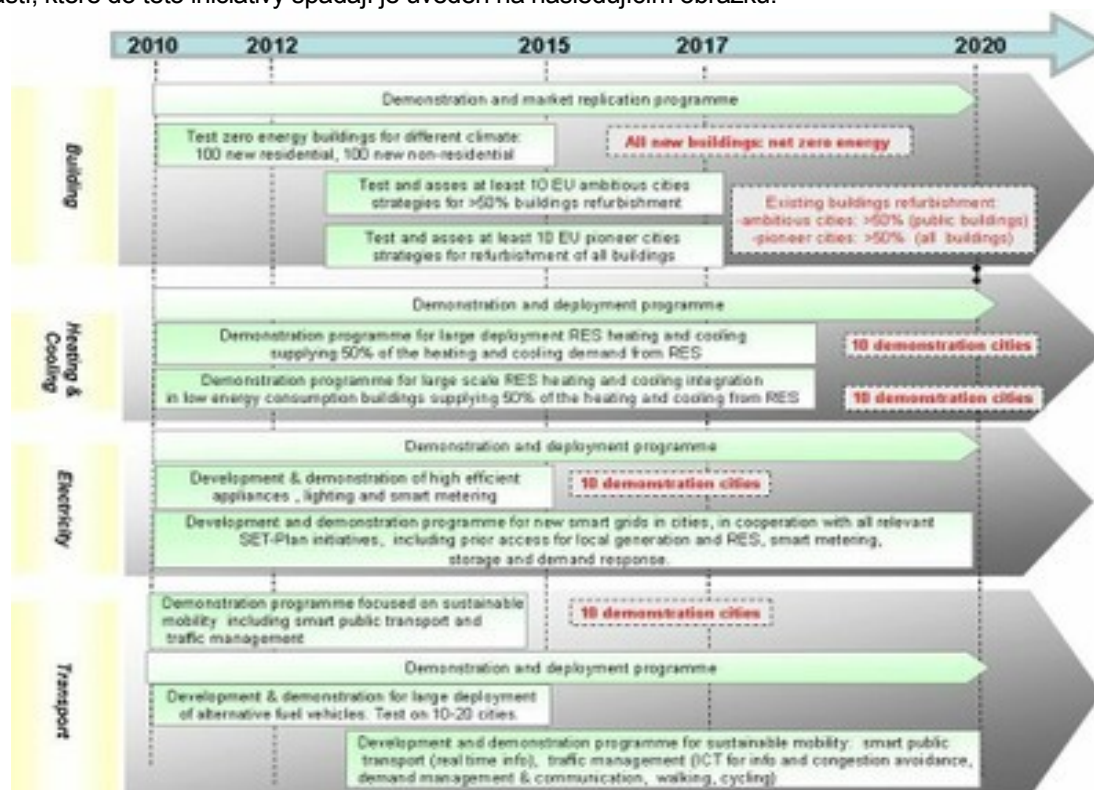 které do této iniciativy spadají je uveden na následujícím obrázku.
2010 2012 2015 2017 2020
Building
Demonstration and market replication programme
Test zero energy buildings for different climate:
100 new residential, 100 new non-residential
All new buildings: net zero energy
Test and asses at least 10 EU ambitious cities
strategies for >50% buildings refurbishment
Existing buildings refurbishment:
-ambitious cities: >50% (public buildings)
-pioneer cities: >50% (all buildings)
Test and asses at least 10 EU pioneer cities
strategies for refurbishment of all buildings
Heating &
Cooling
Demonstration and deployment programme
Demonstration programme for large deployment RES heating and cooling
supplying 50% of the heating and cooling demand from RES
10 demonstration cities
Demonstration programme for large scale RES heating and cooling integration
in low energy consumption buildings supplying 50% of the heating and cooling from RES
10 demonstration cities
Electricity
Demonstration and deployment programme
Development & demonstration of high efficient
appliances , lighting and smart metering
10 demonstration cities
Development and demonstration programme for new smart grids in cities, in cooperation with all relevant
SET-Plan initiatives, including prior access for local generation and RES, smart metering,
storage and demand response.
Transport
Demonstration programme focused on sustainable
mobility including smart public transport and
traffic management
10 demonstration cities
Demonstration and deployment programme
Development & demonstration for large deployment
of alternative fuel vehicles. Test on 10-20 cities.
Development and demonstration programme for sustainable mobility: smart public
transport (real time info), traffic management (ICT for info and congestion avoidance,
demand management & communication, walking, cycling)